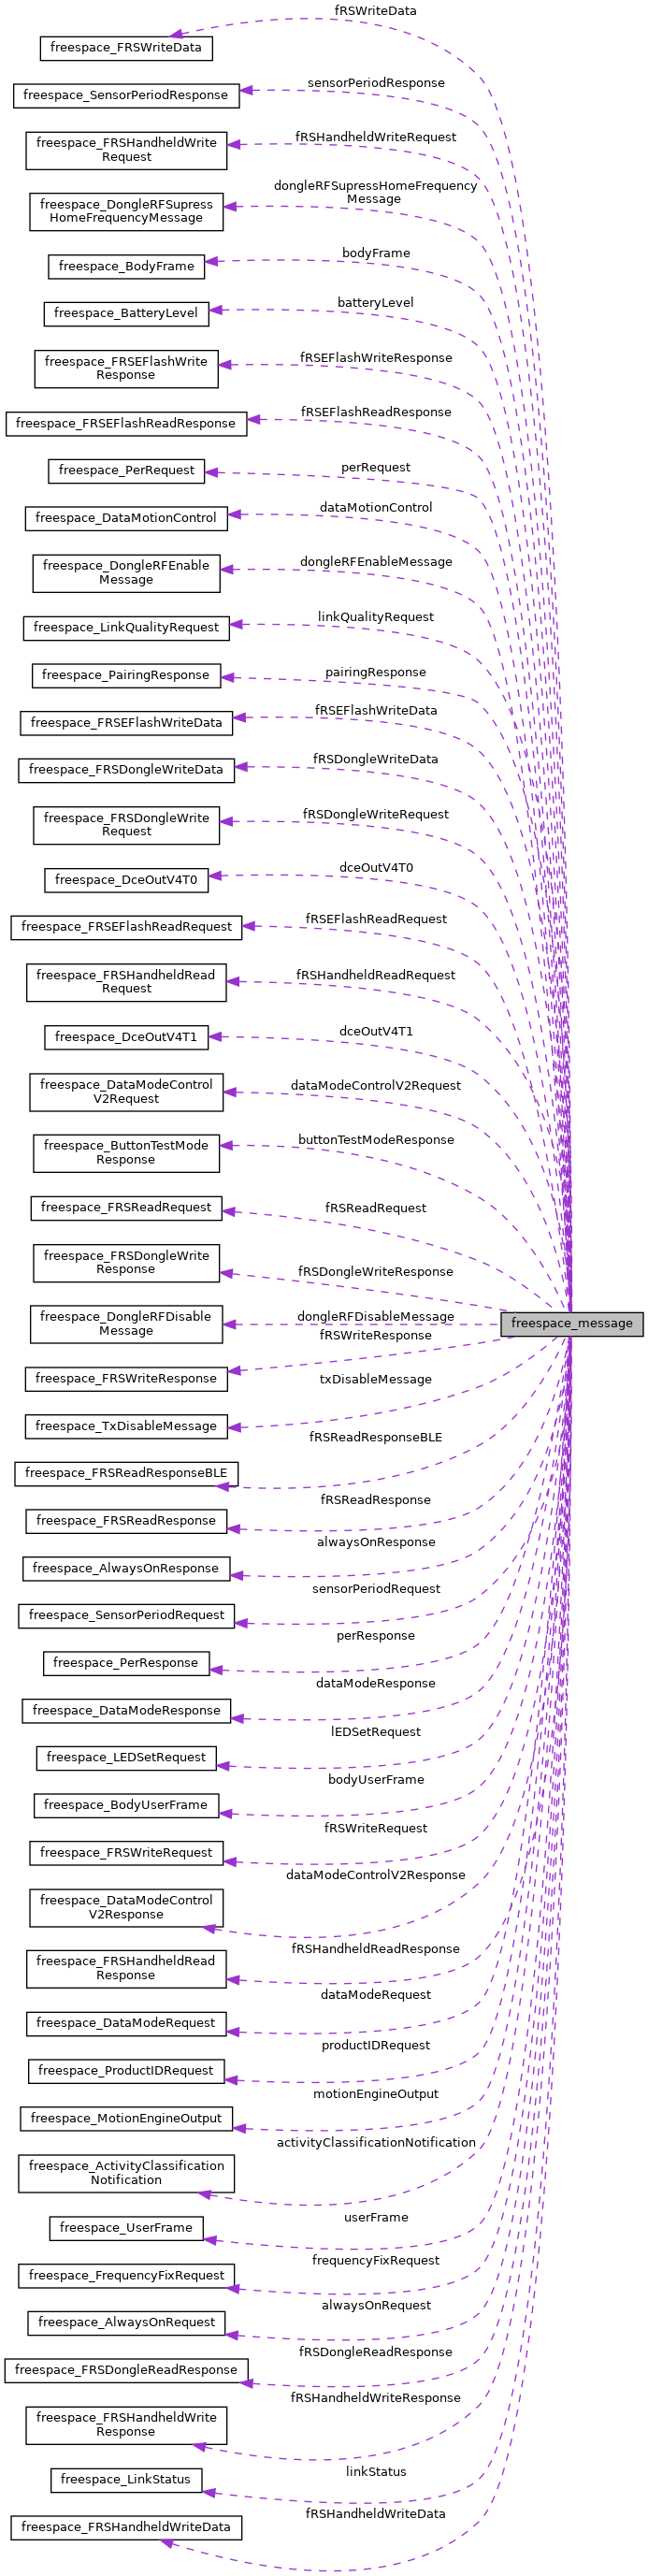 fRSWriteData
freespace_FRSWriteData
sensorPeriodResponse
freespace_SensorPeriodResponse
fRSHandheldWriteRequest
freespace_FRSHandheldWrite
Request
dongleRFSupressHomeFrequency
Message
freespace_DongleRFSupress
HomeFrequencyMessage
bodyFrame
freespace_BodyFrame
batteryLevel
freespace_BatteryLevel
fRSEFlashWriteResponse
freespace_FRSEFlashWrite
Response
fRSEFlashReadResponse
freespace_FRSEFlashReadResponse
perRequest
freespace_PerRequest
dataMotionControl
freespace_DataMotionControl
dongleRFEnableMessage
freespace_DongleRFEnable
Message
linkQualityRequest
freespace_LinkQualityRequest
pairingResponse
freespace_PairingResponse
fRSEFlashWriteData
freespace_FRSEFlashWriteData
fRSDongleWriteData
freespace_FRSDongleWriteData
fRSDongleWriteRequest
freespace_FRSDongleWrite
Request
dceOutV4T0
freespace_DceOutV4T0
fRSEFlashReadRequest
freespace_FRSEFlashReadRequest
fRSHandheldReadRequest
freespace_FRSHandheldRead
Request
dceOutV4T1
freespace_DceOutV4T1
dataModeControlV2Request
freespace_DataModeControl
V2Request
buttonTestModeResponse
freespace_ButtonTestMode
Response
fRSReadRequest
freespace_FRSReadRequest
fRSDongleWriteResponse
freespace_FRSDongleWrite
Response
dongleRFDisableMessage
freespace_DongleRFDisable
Message
freespace_message
fRSWriteResponse
freespace_FRSWriteResponse
txDisableMessage
freespace_TxDisableMessage
fRSReadResponseBLE
freespace_FRSReadResponseBLE
fRSReadResponse
freespace_FRSReadResponse
alwaysOnResponse
freespace_AlwaysOnResponse
sensorPeriodRequest
freespace_SensorPeriodRequest
perResponse
freespace_PerResponse
dataModeResponse
freespace_DataModeResponse
lEDSetRequest
freespace_LEDSetRequest
bodyUserFrame
freespace_BodyUserFrame
fRSWriteRequest
freespace_FRSWriteRequest
dataModeControlV2Response
freespace_DataModeControl
V2Response
fRSHandheldReadResponse
freespace_FRSHandheldRead
Response
dataModeRequest
freespace_DataModeRequest
productIDRequest
freespace_ProductIDRequest
motionEngineOutput
freespace_MotionEngineOutput
activityClassificationNotification
freespace_ActivityClassification
Notification
userFrame
freespace_UserFrame
frequencyFixRequest
freespace_FrequencyFixRequest
alwaysOnRequest
freespace_AlwaysOnRequest
fRSDongleReadResponse
freespace_FRSDongleReadResponse
fRSHandheldWriteResponse
freespace_FRSHandheldWrite
Response
linkStatus
freespace_LinkStatus
fRSHandheldWriteData
freespace_FRSHandheldWriteData